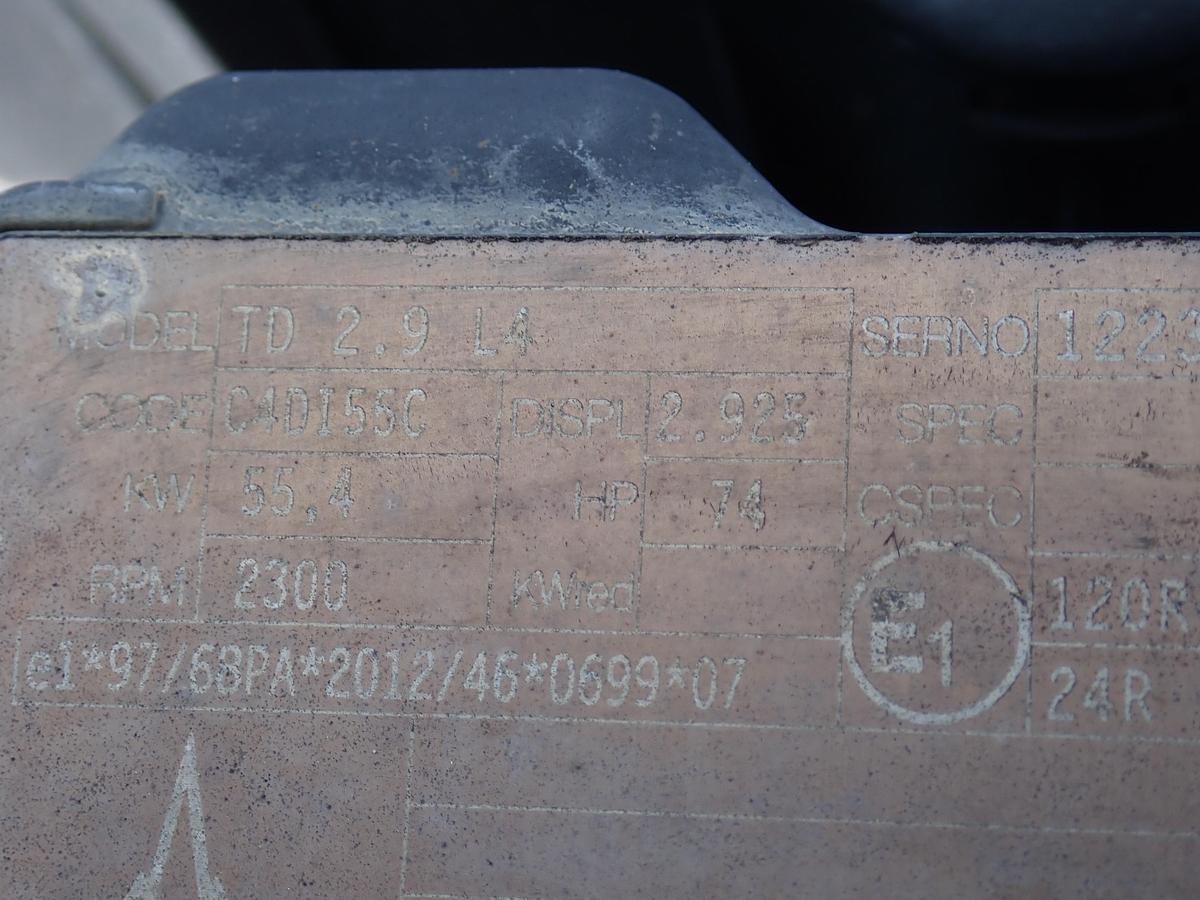 MODEL TD 2.9 L4 SERNO 1223
CODE C4DI55C DISPL 2.925 SPEC
KW 55,4 HP 74 CSPEC
RPM 2300 KWred E1 120R
e1*97/68PA*2012/46*0699*07 24R